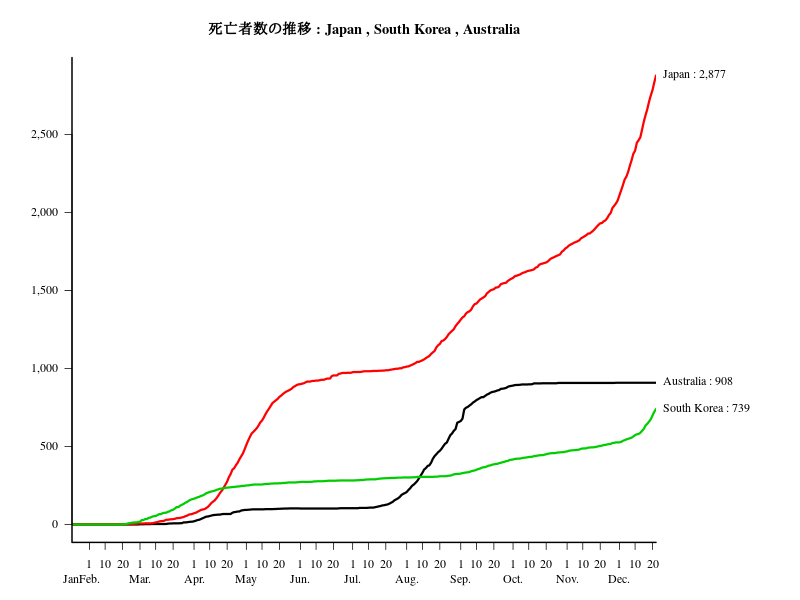 死亡者数の推移 : Japan , South Korea , Australia
Japan : 2,877
2,500
2,000
1,500
1,000
Australia : 908
South Korea : 739
500
0
1 10 20 1 10 20 1 10 20 1 10 20 1 10 20 1 10 20 1 10 20 1 10 20 1 10 20 1 10 20 1 10 20
JanFeb. Mar. Apr. May Jun. Jul. Aug. Sep. Oct. Nov. Dec.